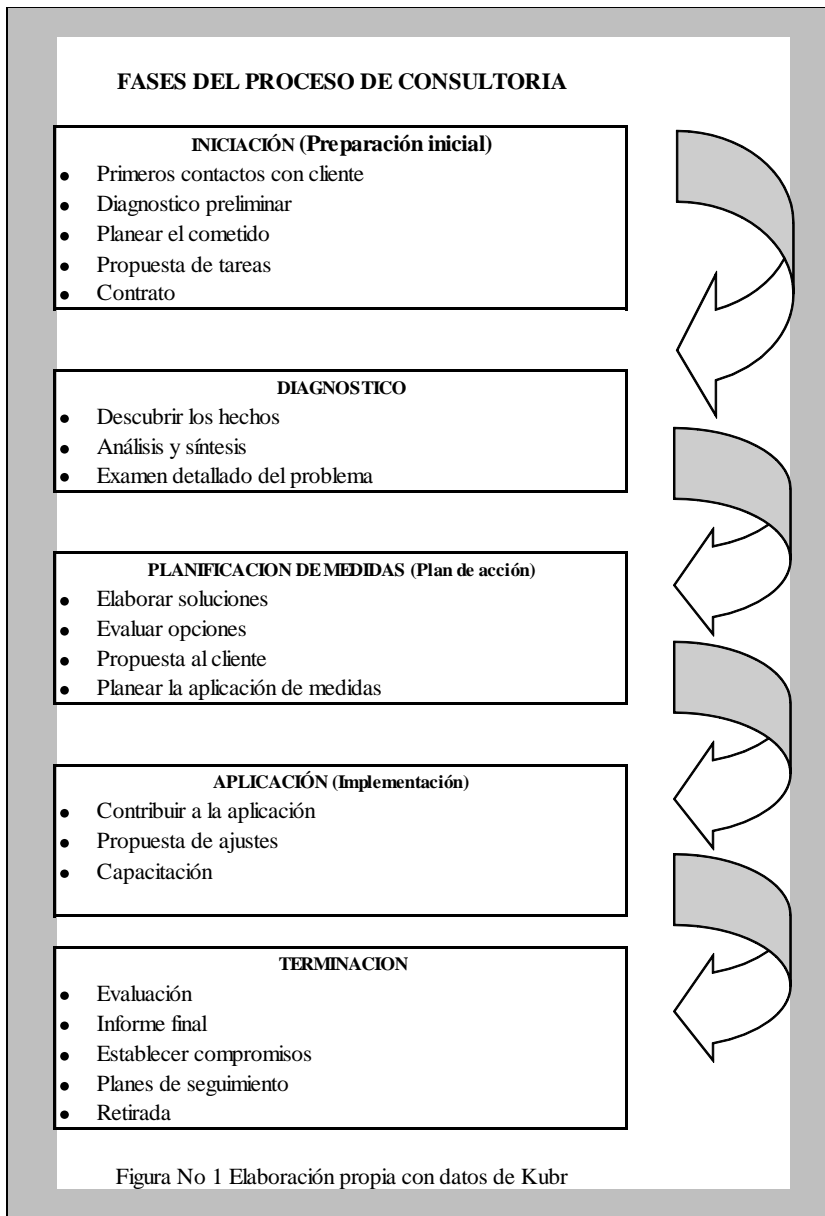 FASES DEL PROCESO DE CONSULTORIA
INICIACIÓN (Preparación inicial)
● Primeros contactos con cliente
● Diagnostico preliminar
● Planear el cometido
● Propuesta de tareas
● Contrato
DIAGNOSTICO
● Descubrir los hechos
● Análisis y síntesis
● Examen detallado del problema
PLANIFICACION DE MEDIDAS (Plan de acción)
● Elaborar soluciones
● Evaluar opciones
● Propuesta al cliente
● Planear la aplicación de medidas
APLICACIÓN (Implementación)
● Contribuir a la aplicación
● Propuesta de ajustes
● Capacitación
TERMINACION
● Evaluación
● Informe final
● Establecer compromisos
● Planes de seguimiento
● Retirada
Figura No 1 Elaboración propia con datos de Kubr